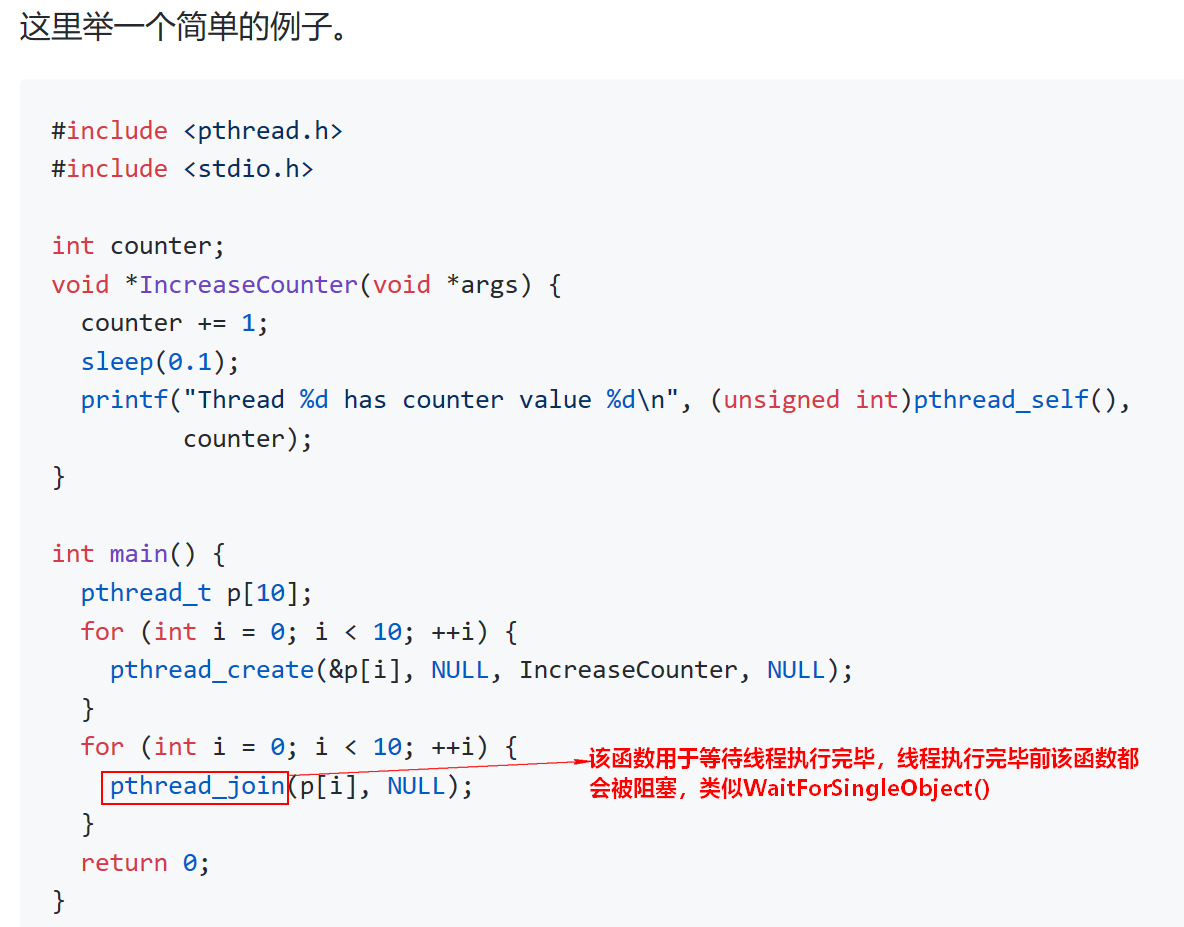 这里举一个简单的例子。
#include <pthread.h>
#include <stdio.h>
int counter;
void *IncreaseCounter(void *args) {
  counter += 1;
  sleep(0.1);
  printf("Thread %d has counter value %d\n", (unsigned int)pthread_self(),
         counter);
}
int main() {
  pthread_t p[10];
  for (int i = 0; i < 10; ++i) {
    pthread_create(&p[i], NULL, IncreaseCounter, NULL);
  }
  for (int i = 0; i < 10; ++i) {
    pthread_join(p[i], NULL);
该函数用于等待线程执行完毕，线程执行完毕前该函数都
会被阻塞，类似WaitForSingleObject()
  }
  return 0;
}